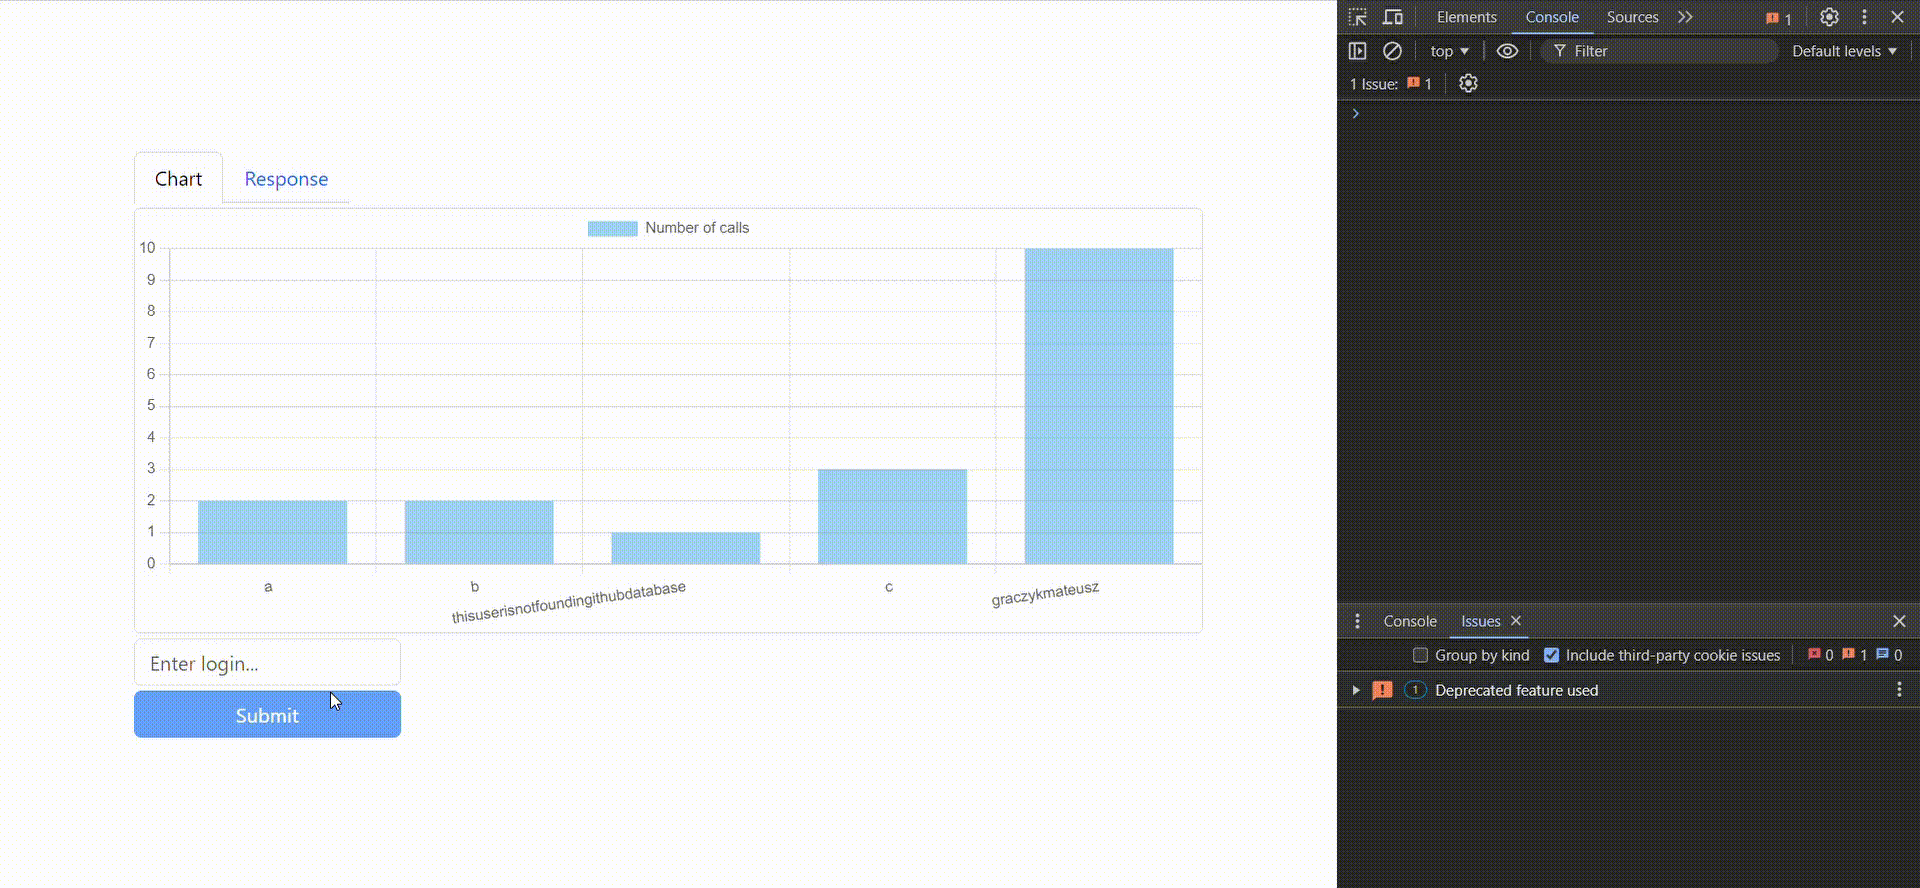 Chart Response
Number of calls
10
9
8
7
6
5
4
3
2
1
0
a b thisuserisnotfoundingithubdatabase c graczykmateusz
Enter login...
Submit
Elements Console Sources 1
top Filter Default levels
1 Issue: 1
Console Issues
Group by kind Include third-party cookie issues 0 1 0
1 Deprecated feature used